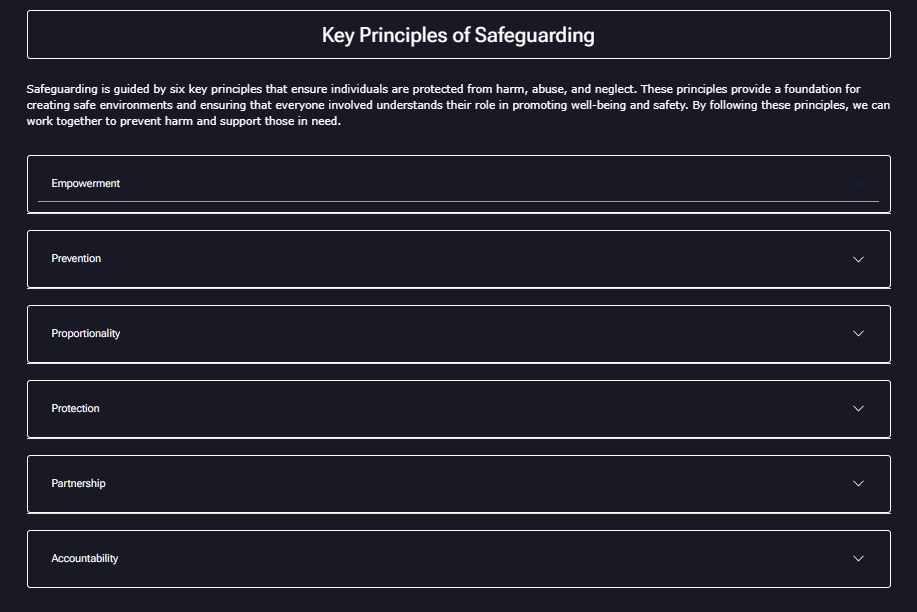 Key Principles of Safeguarding
Safeguarding is guided by six key principles that ensure individuals are protected from harm, abuse, and neglect. These principles provide a foundation for
creating safe environments and ensuring that everyone involved understands their role in promoting well-being and safety. By following these principles, we can
work together to prevent harm and support those in need.
Empowerment
Prevention
Proportionality
Protection
Partnership
Accountability